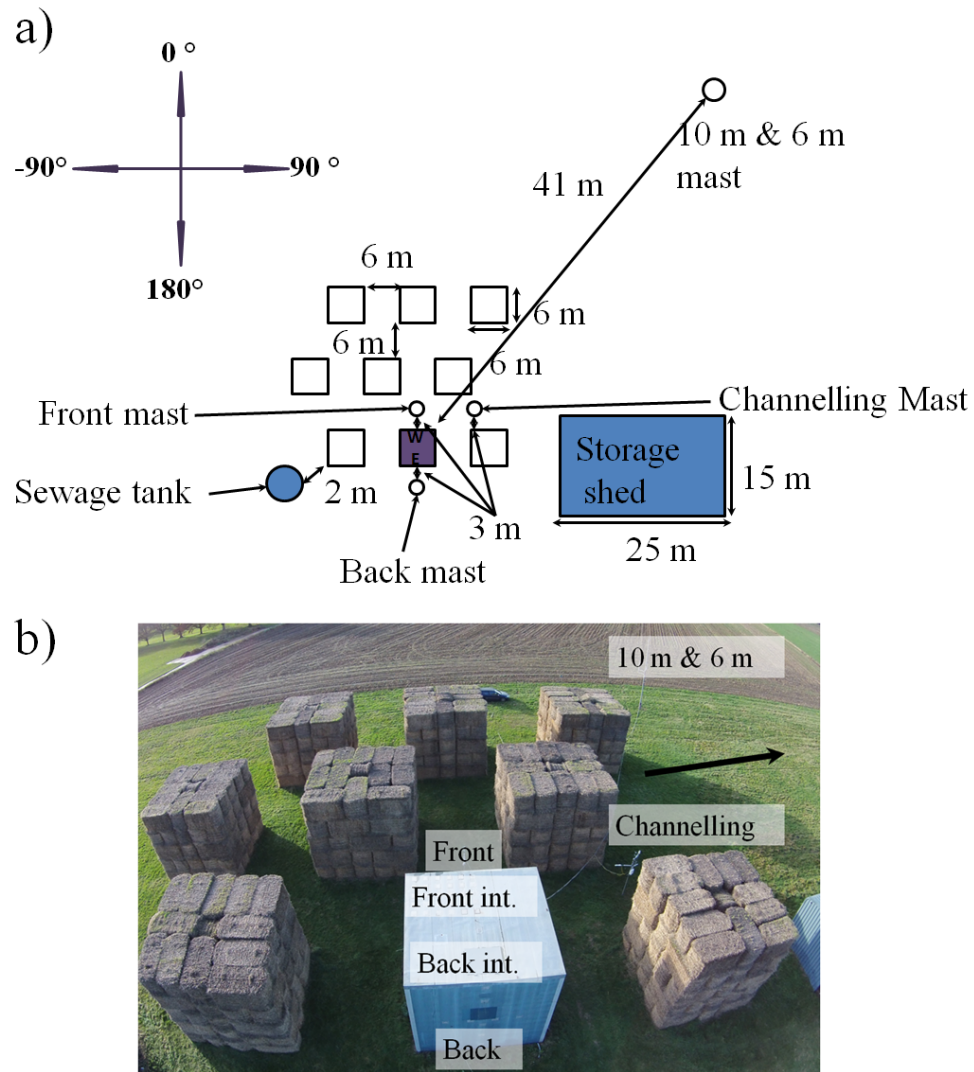 a)
0 °
-90°
90 °
180°
10 m & 6 m
mast
41 m
6 m
6 m
6 m
6 m
Front mast
Channelling Mast
W
E
Storage
shed
15 m
Sewage tank
2 m
3 m
25 m
Back mast
b)
10 m & 6 m
Channelling
Front
Front int.
Back int.
Back